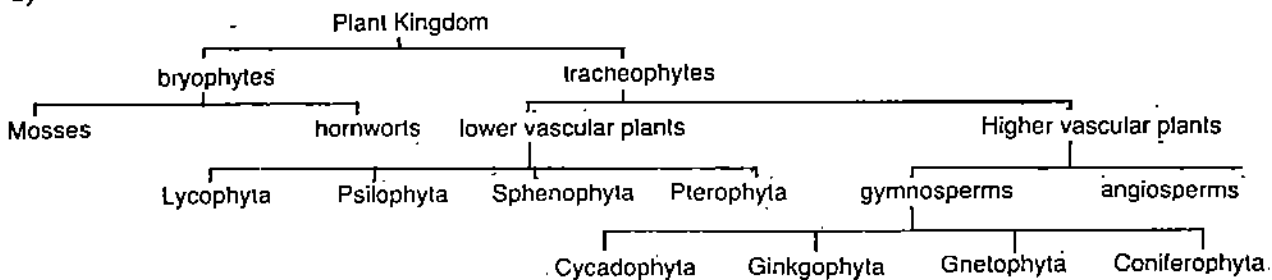 Plant Kingdom
bryophytes tracheophytes
Mosses hornworts lower vascular plants Higher vascular plants
Lycophyta Psilophyta Sphenophyta Pterophyta gymnosperms angiosperms
Cycadophyta Ginkgophyta Gnetophyta Coniferophyta